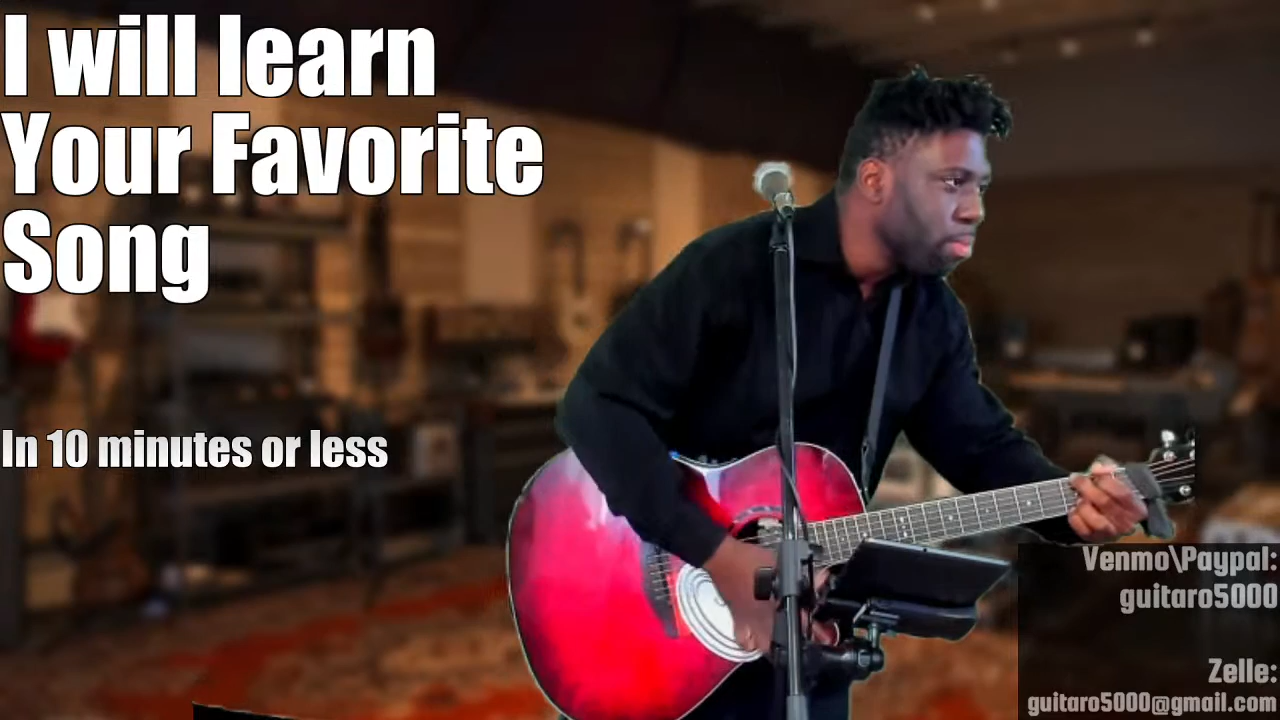 I will learn
Your Favorite
Song
In 10 minutes or less
Venmo\Paypal:
guitaro5000
Zelle:
guitaro5000@gmail.com